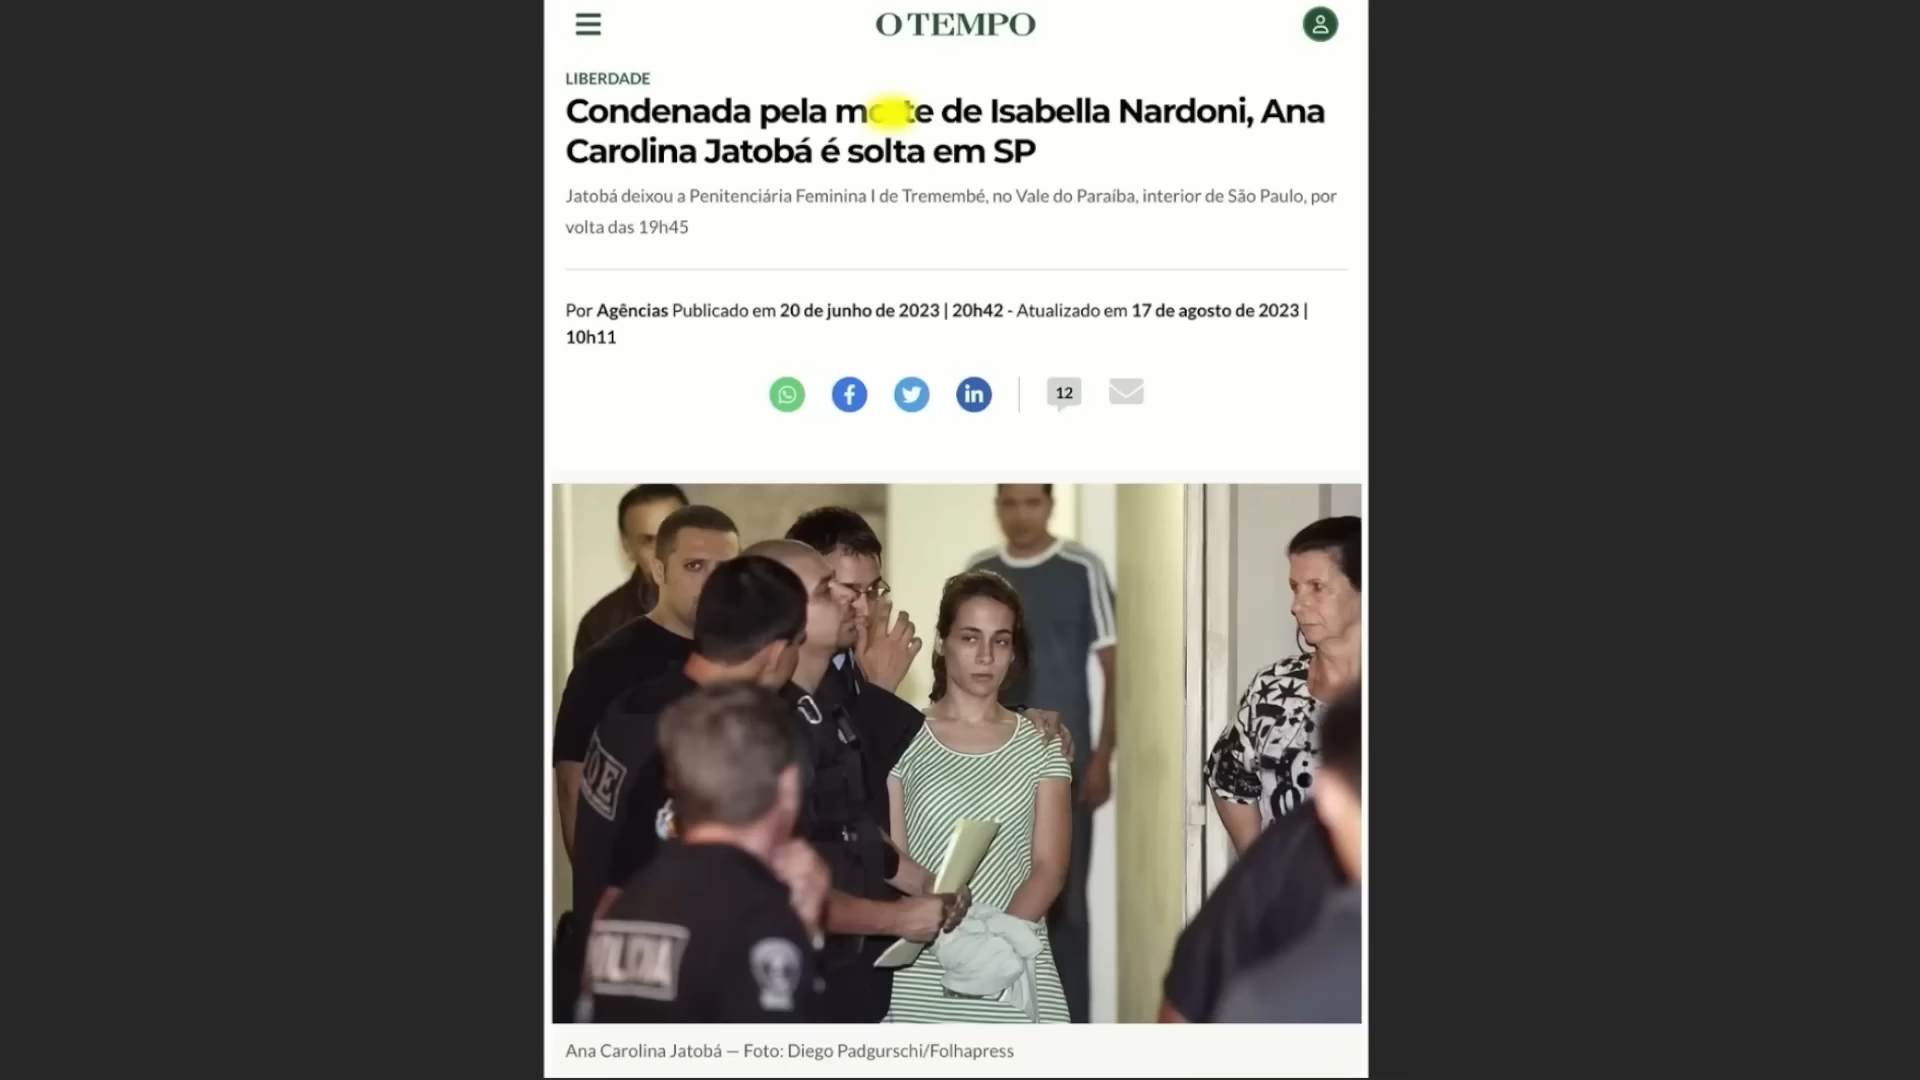 O TEMPO
LIBERDADE
Condenada pela de Isabella Nardoni, Ana
Carolina Jatobá é solta em SP
Jatobá deixou a Penitenciária Feminina I de Tremembé, no Vale do Paraíba, interior de São Paulo, por
volta das 19h45
Por Agências Publicado em 20 de junho de 2023 | 20h42 - Atualizado em 17 de agosto de 2023 |
10h11
12
Ana Carolina Jatobá — Foto: Diego Padgurschi/Folhapress